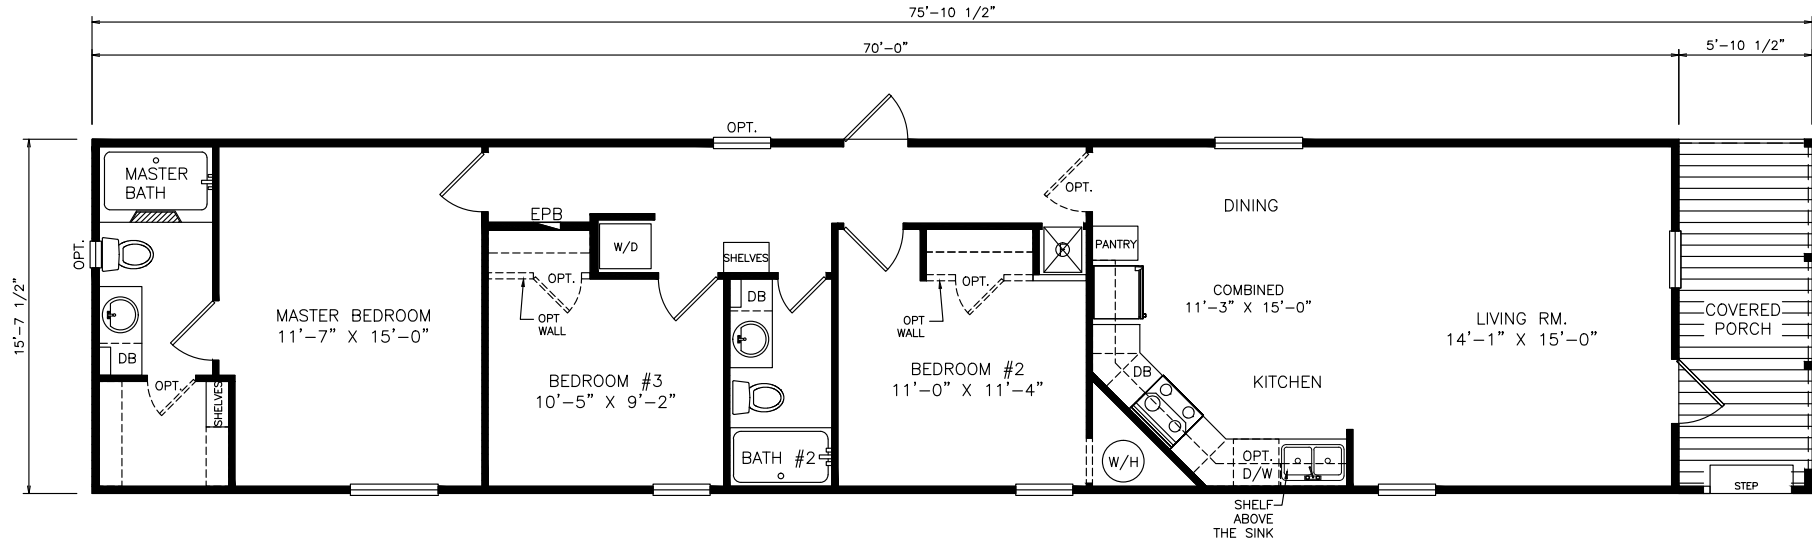 75'-10 1/2"
70'-0"
5'-10 1/2"
15'-7 1/2"
OPT.
MASTER
BATH
OPT.
DB
OPT.
SHELVES
MASTER BEDROOM
11'-7" X 15'-0"
EPB
W/D
SHELVES
OPT.
OPT
WALL
BEDROOM #3
10'-5" X 9'-2"
DB
BATH #2
OPT.
OPT.
OPT
WALL
BEDROOM #2
11'-0" X 11'-4"
PANTRY
DINING
COMBINED
11'-3" X 15'-0"
KITCHEN
DB
W/H
OPT.
D/W
SHELF
ABOVE
THE SINK
LIVING RM.
14'-1" X 15'-0"
COVERED
PORCH
STEP